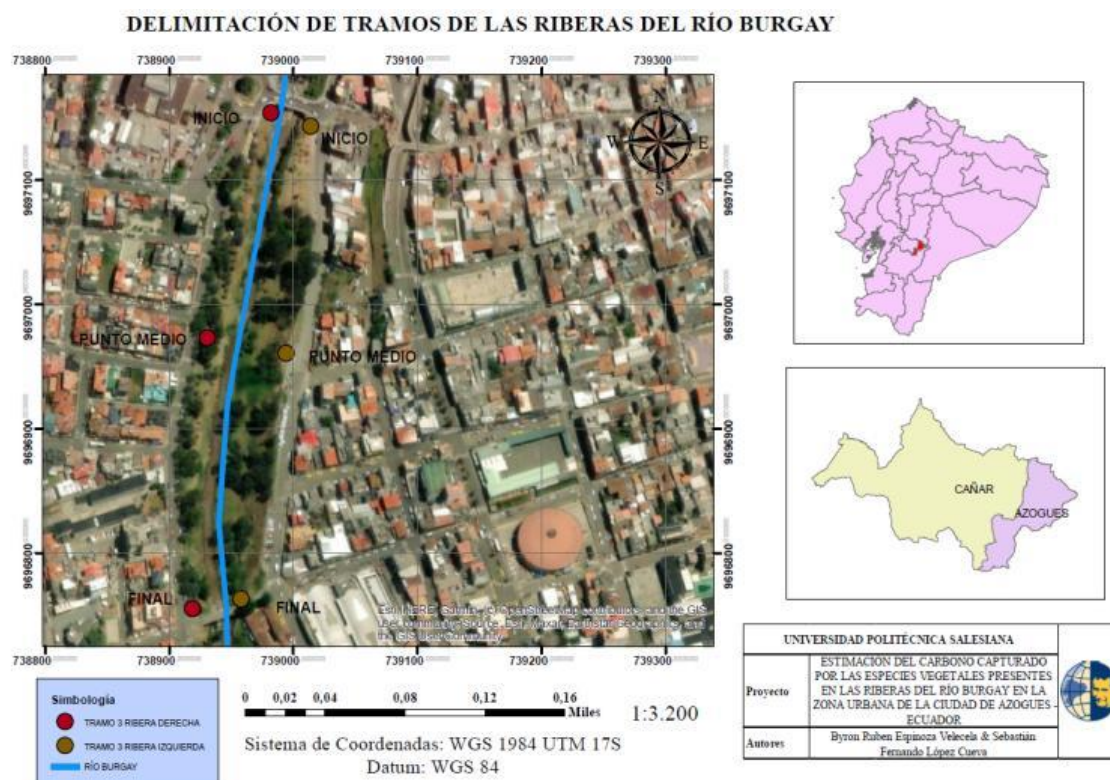 DELIMITACIÓN DE TRAMOS DE LAS RIBERAS DEL RÍO BURGAY
738800 738900 739000 739100 739200 739300
INICIO
INICIO
N
W E
S
9697100
9697100
9697000
9697000
PUNTO MEDIO
PUNTO MEDIO
9696900
9696900
9696800
9696800
FINAL
FINAL
738800 738900 739000 739100 739200 739300
CAÑAR
AZOGUES
Simbología
TRAMO 3 RIBERA DERECHA
TRAMO 3 RIBERA IZQUIERDA
RÍO BURGAY
0 0,02 0,04 0,08 0,12 0,16
Miles
1:3.200
Sistema de Coordenadas: WGS 1984 UTM 17S
Datum: WGS 84
UNIVERSIDAD POLITÉCNICA SALESIANA
Proyecto
ESTIMACIÓN DEL CARBONO CAPTURADO
POR LAS ESPECIES VEGETALES PRESENTES
EN LAS RIBERAS DEL RÍO BURGAY EN LA
ZONA URBANA DE LA CIUDAD DE AZOGUES -
ECUADOR
Autores
Byron Ruben Espinoza Velecela & Sebastián
Fernando López Cueva